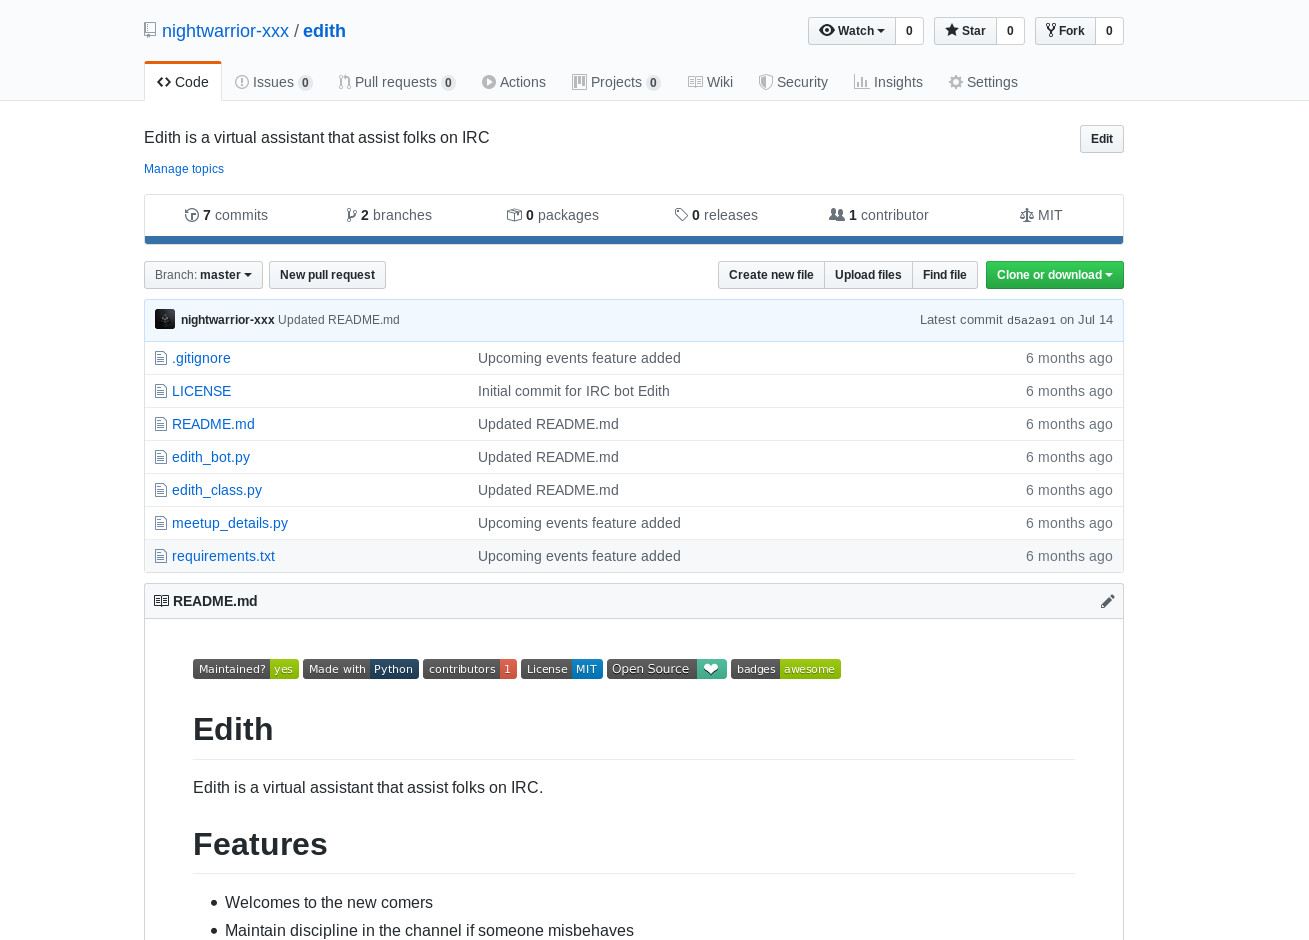 nightwarrior-xxx / edith Watch 0 Star 0 Fork 0
Code Issues 0 Pull requests 0 Actions Projects 0 Wiki Security Insights Settings
Edith is a virtual assistant that assist folks on IRC Edit
Manage topics
7 commits 2 branches 0 packages 0 releases 1 contributor MIT
Branch: master New pull request Create new file Upload files Find file Clone or download
nightwarrior-xxx Updated README.md Latest commit d5a2a91 on Jul 14
.gitignore Upcoming events feature added 6 months ago
LICENSE Initial commit for IRC bot Edith 6 months ago
README.md Updated README.md 6 months ago
edith_bot.py Updated README.md 6 months ago
edith_class.py Updated README.md 6 months ago
meetup_details.py Upcoming events feature added 6 months ago
requirements.txt Upcoming events feature added 6 months ago
README.md
Maintained? yes Made with Python contributors 1 License MIT Open Source badges awesome
Edith
Edith is a virtual assistant that assist folks on IRC.
Features
Welcomes to the new comers
Maintain discipline in the channel if someone misbehaves